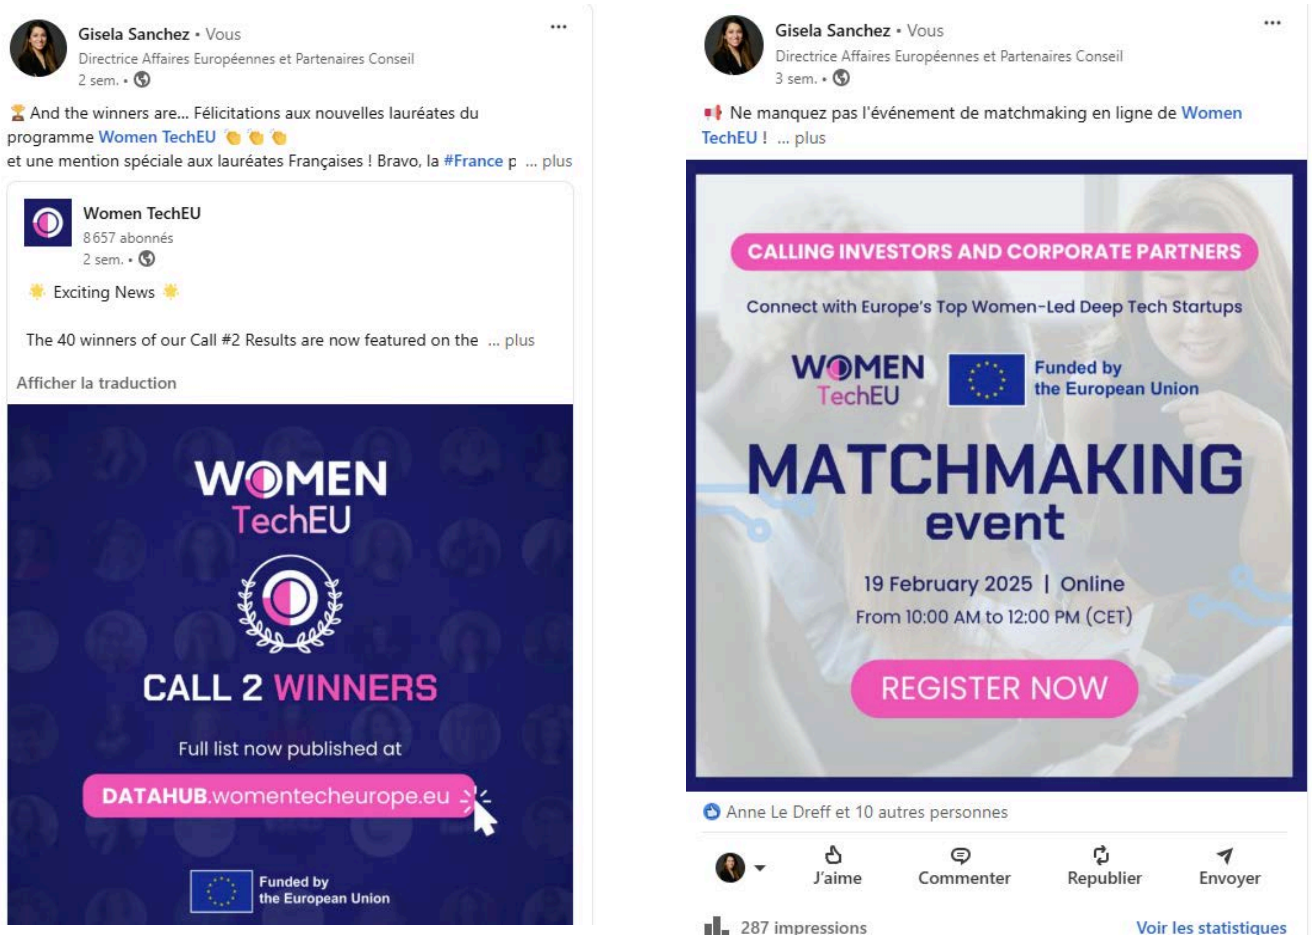 Gisela Sanchez • Vous
Directrice Affaires Européennes et Partenaires Conseil
2 sem. •
🏆 And the winners are... Félicitations aux nouvelles lauréates du
programme Women TechEU 👏 👏 👏
et une mention spéciale aux lauréates Françaises ! Bravo, la #France p ... plus
Women TechEU
8 657 abonnés
2 sem. •
🌟 Exciting News 🌟
The 40 winners of our Call #2 Results are now featured on the ... plus
Afficher la traduction
WOMEN
TechEU
CALL 2 WINNERS
Full list now published at
DATAHUB.womentecheurope.eu
Funded by
the European Union
Gisela Sanchez • Vous
Directrice Affaires Européennes et Partenaires Conseil
3 sem. •
📢 Ne manquez pas l'événement de matchmaking en ligne de Women
TechEU ! ... plus
CALLING INVESTORS AND CORPORATE PARTNERS
Connect with Europe's Top Women-Led Deep Tech Startups
WOMEN
TechEU
Funded by
the European Union
MATCHMAKING
event
19 February 2025 | Online
From 10:00 AM to 12:00 PM (CET)
REGISTER NOW
Anne Le Dreff et 10 autres personnes
J'aime
Commenter
Republier
Envoyer
287 impressions
Voir les statistiques